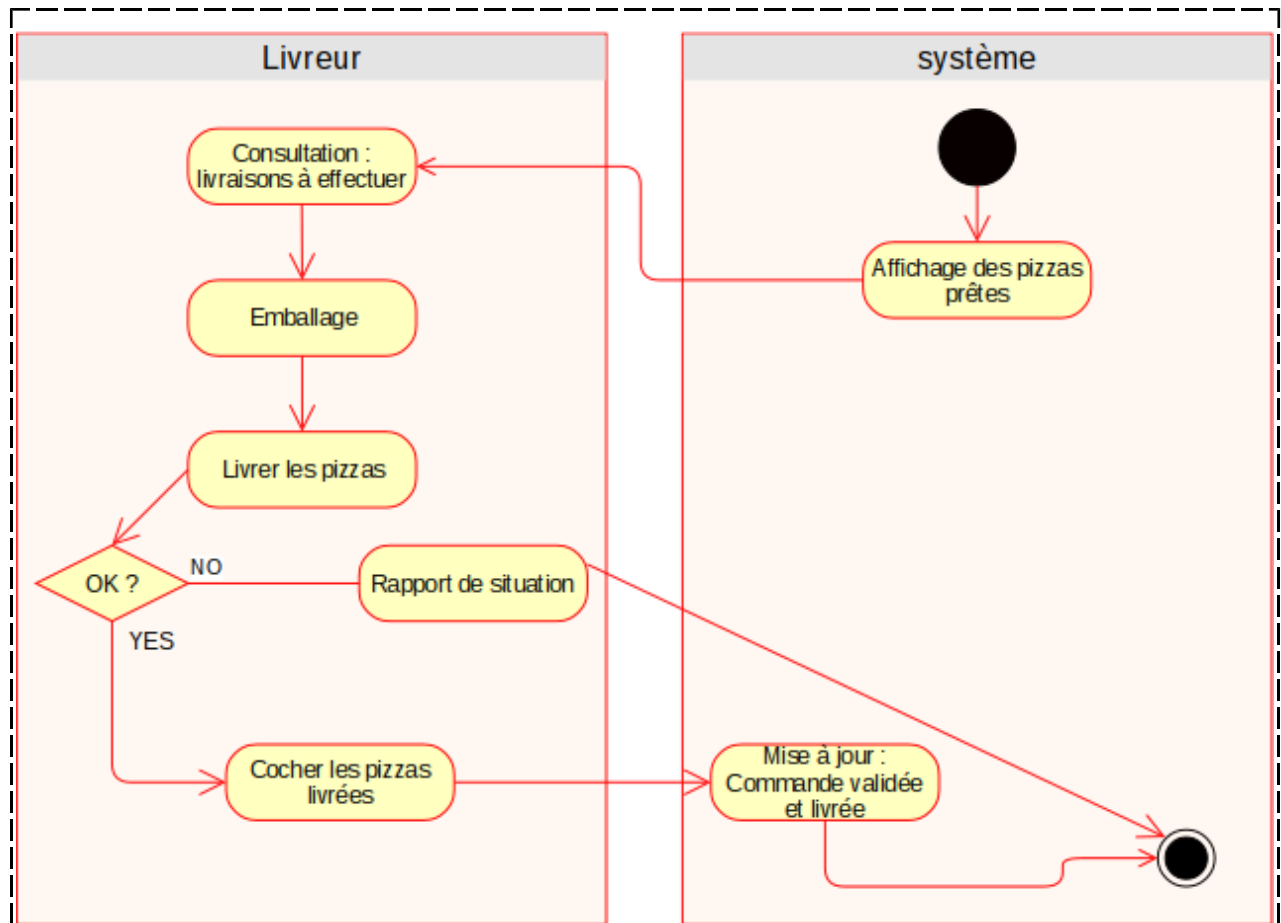 Livreur
système
Consultation :
livraisons à effectuer
Affichage des pizzas
prêtes
Emballage
Livrer les pizzas
OK ?
NO
Rapport de situation
YES
Cocher les pizzas
livrées
Mise à jour :
Commande validée
et livrée